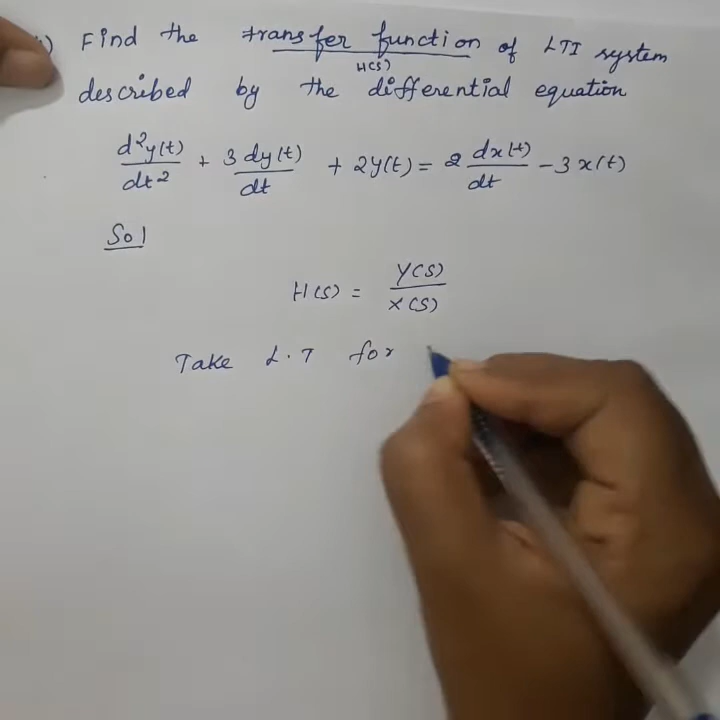 ) Find the transfer function of LTI system
H(S)
described by the differential equation
d²y(t)/dt² + 3 dy(t)/dt + 2y(t) = 2 dx(t)/dt - 3x(t)
Sol
H(S) = Y(S)/X(S)
Take L.T for